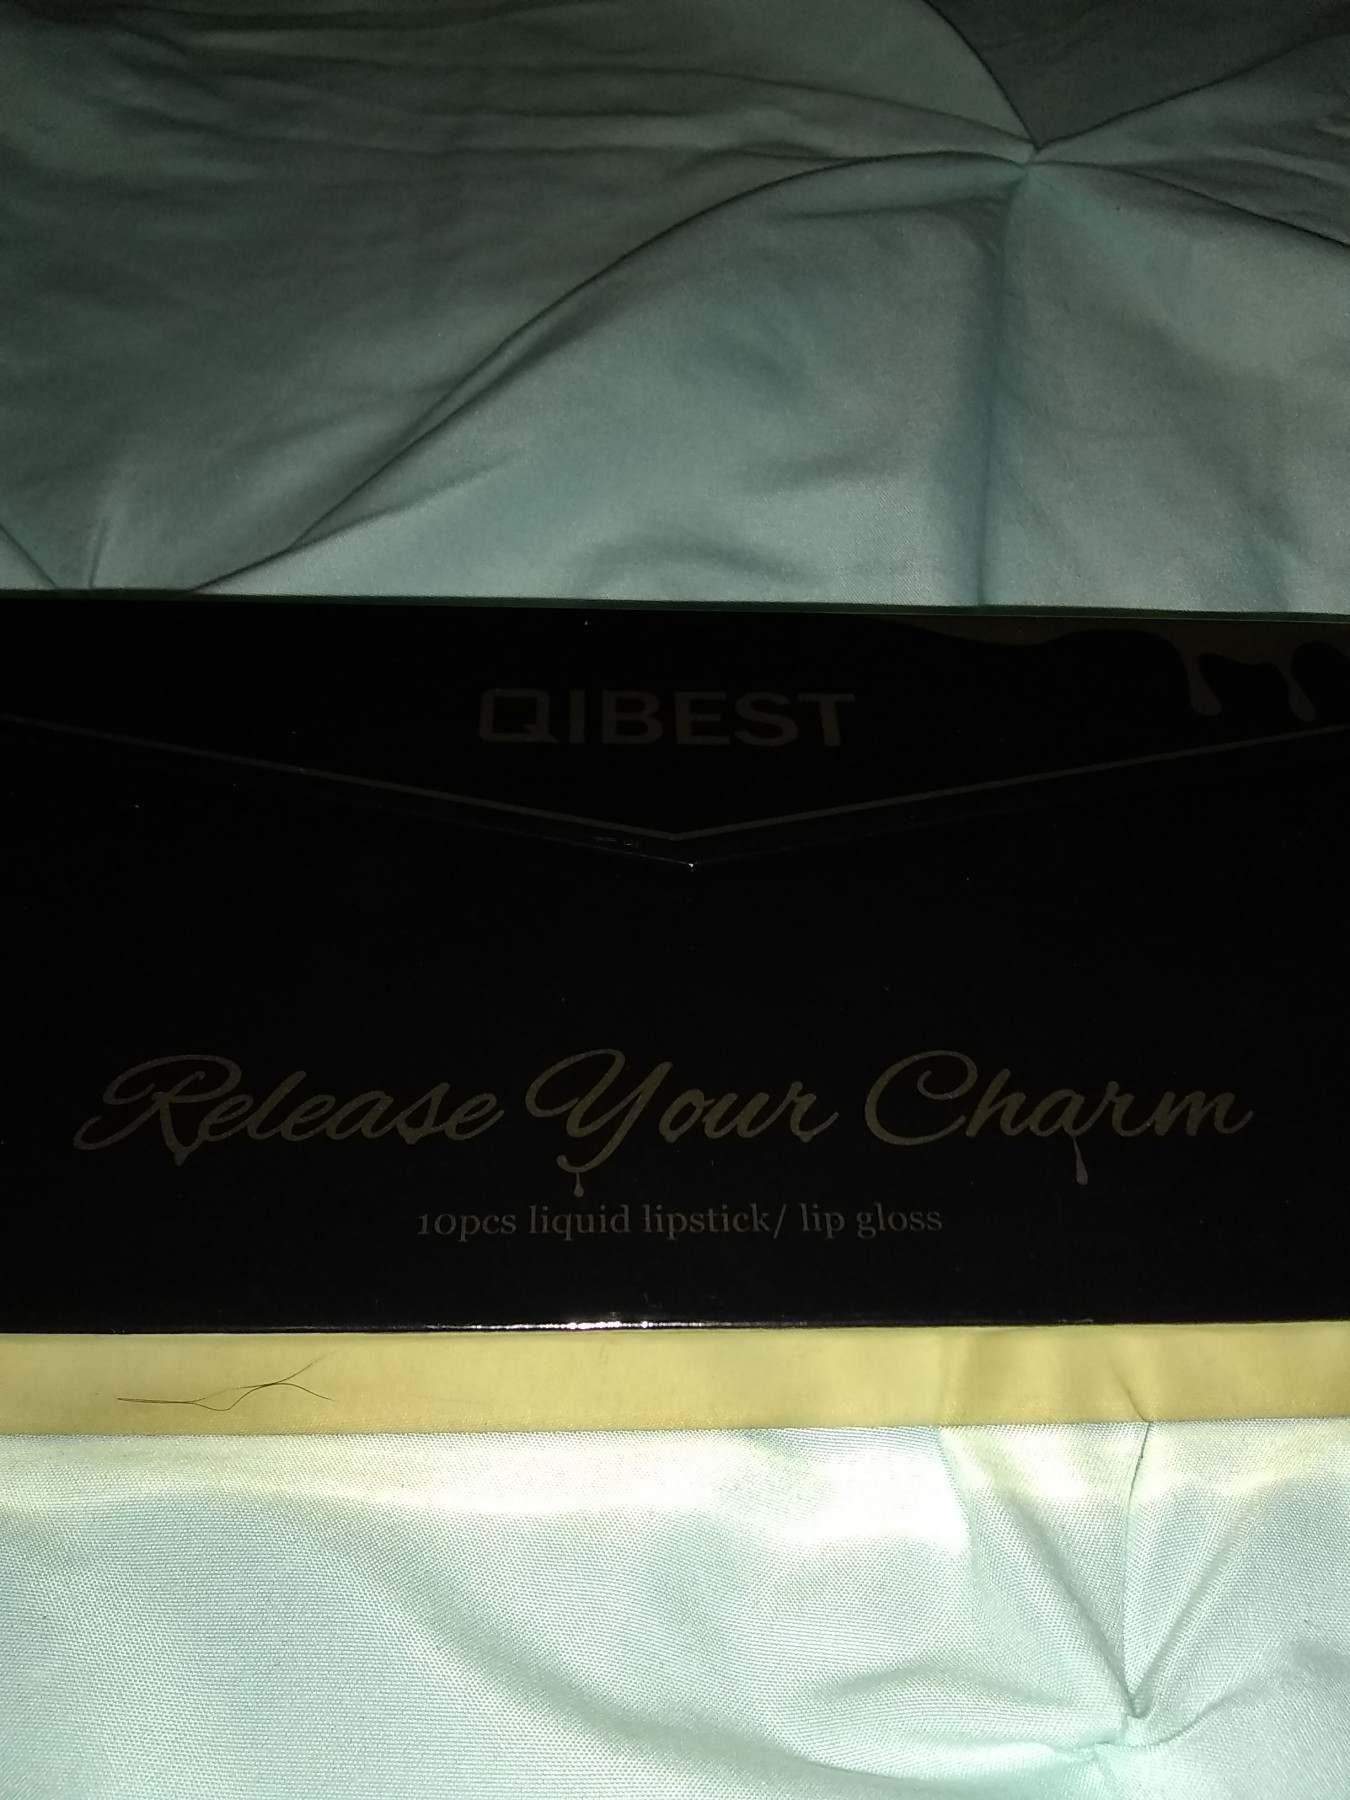 QIBEST
Release Your Charm
10pcs liquid lipstick/ lip gloss